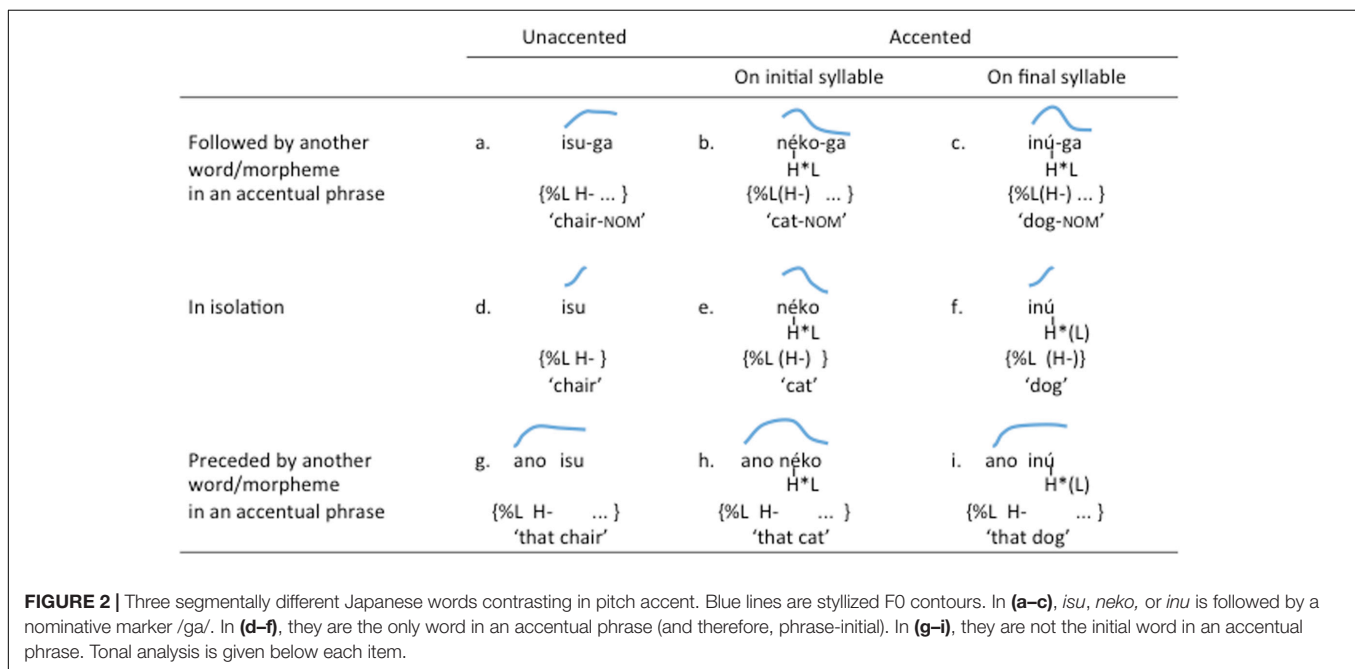 Unaccented Accented
On initial syllable On final syllable
Followed by another a. isu-ga b. néko-ga c. inú-ga
word/morpheme H*L H*L
in an accentual phrase {%L H- ... } {%L(H-) ... } {%L(H-) ... }
‘chair-NOM’ ‘cat-NOM’ ‘dog-NOM’
In isolation d. isu e. néko f. inú
H*L H*(L)
{%L H- } {%L (H-) } {%L (H-)}
‘chair’ ‘cat’ ‘dog’
Preceded by another g. ano isu h. ano néko i. ano inú
word/morpheme H*L H*(L)
in an accentual phrase {%L H- ... } {%L H- ... } {%L H- ... }
‘that chair’ ‘that cat’ ‘that dog’
FIGURE 2 | Three segmentally different Japanese words contrasting in pitch accent. Blue lines are styllized F0 contours. In (a–c), isu, neko, or inu is followed by a
nominative marker /ga/. In (d–f), they are the only word in an accentual phrase (and therefore, phrase-initial). In (g–i), they are not the initial word in an accentual
phrase. Tonal analysis is given below each item.